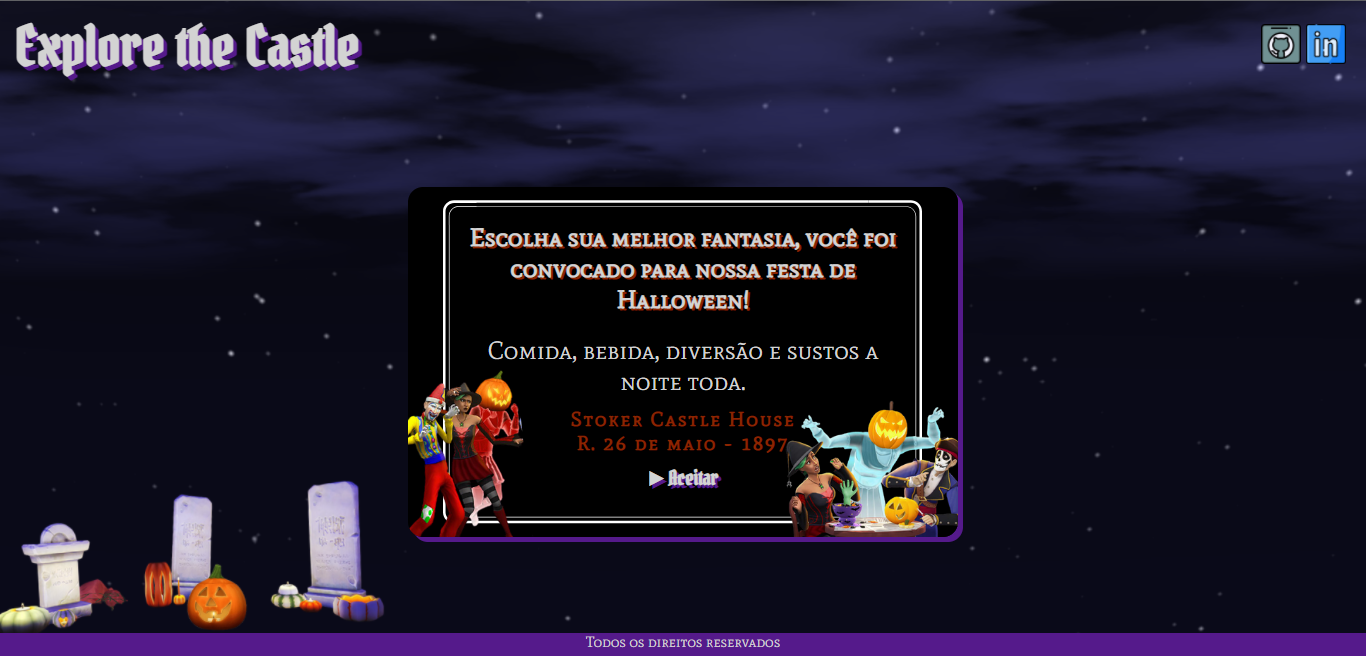 Explore the Castle
in
Escolha sua melhor fantasia, você foi
convocado para nossa festa de
Halloween!
Comida, bebida, diversão e sustos a
noite toda.
Stoker Castle House
R. 26 de maio - 1897
▶ Aceitar
Todos os direitos reservados